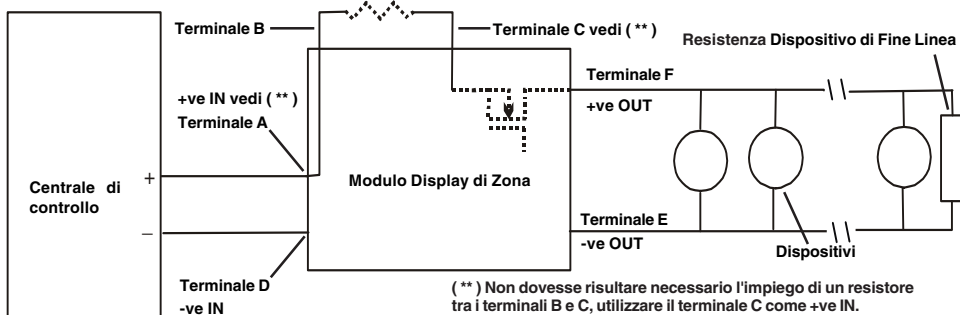 Terminale B
Terminale C vedi ( ** )
Resistenza Dispositivo di Fine Linea
Terminale F
+ve OUT
+ve IN vedi ( ** )
Terminale A
Centrale di
controllo
+
−
Modulo Display di Zona
Terminale E
-ve OUT
Dispositivi
Terminale D
-ve IN
( ** ) Non dovesse risultare necessario l'impiego di un resistore
tra i terminali B e C, utilizzare il terminale C come +ve IN.